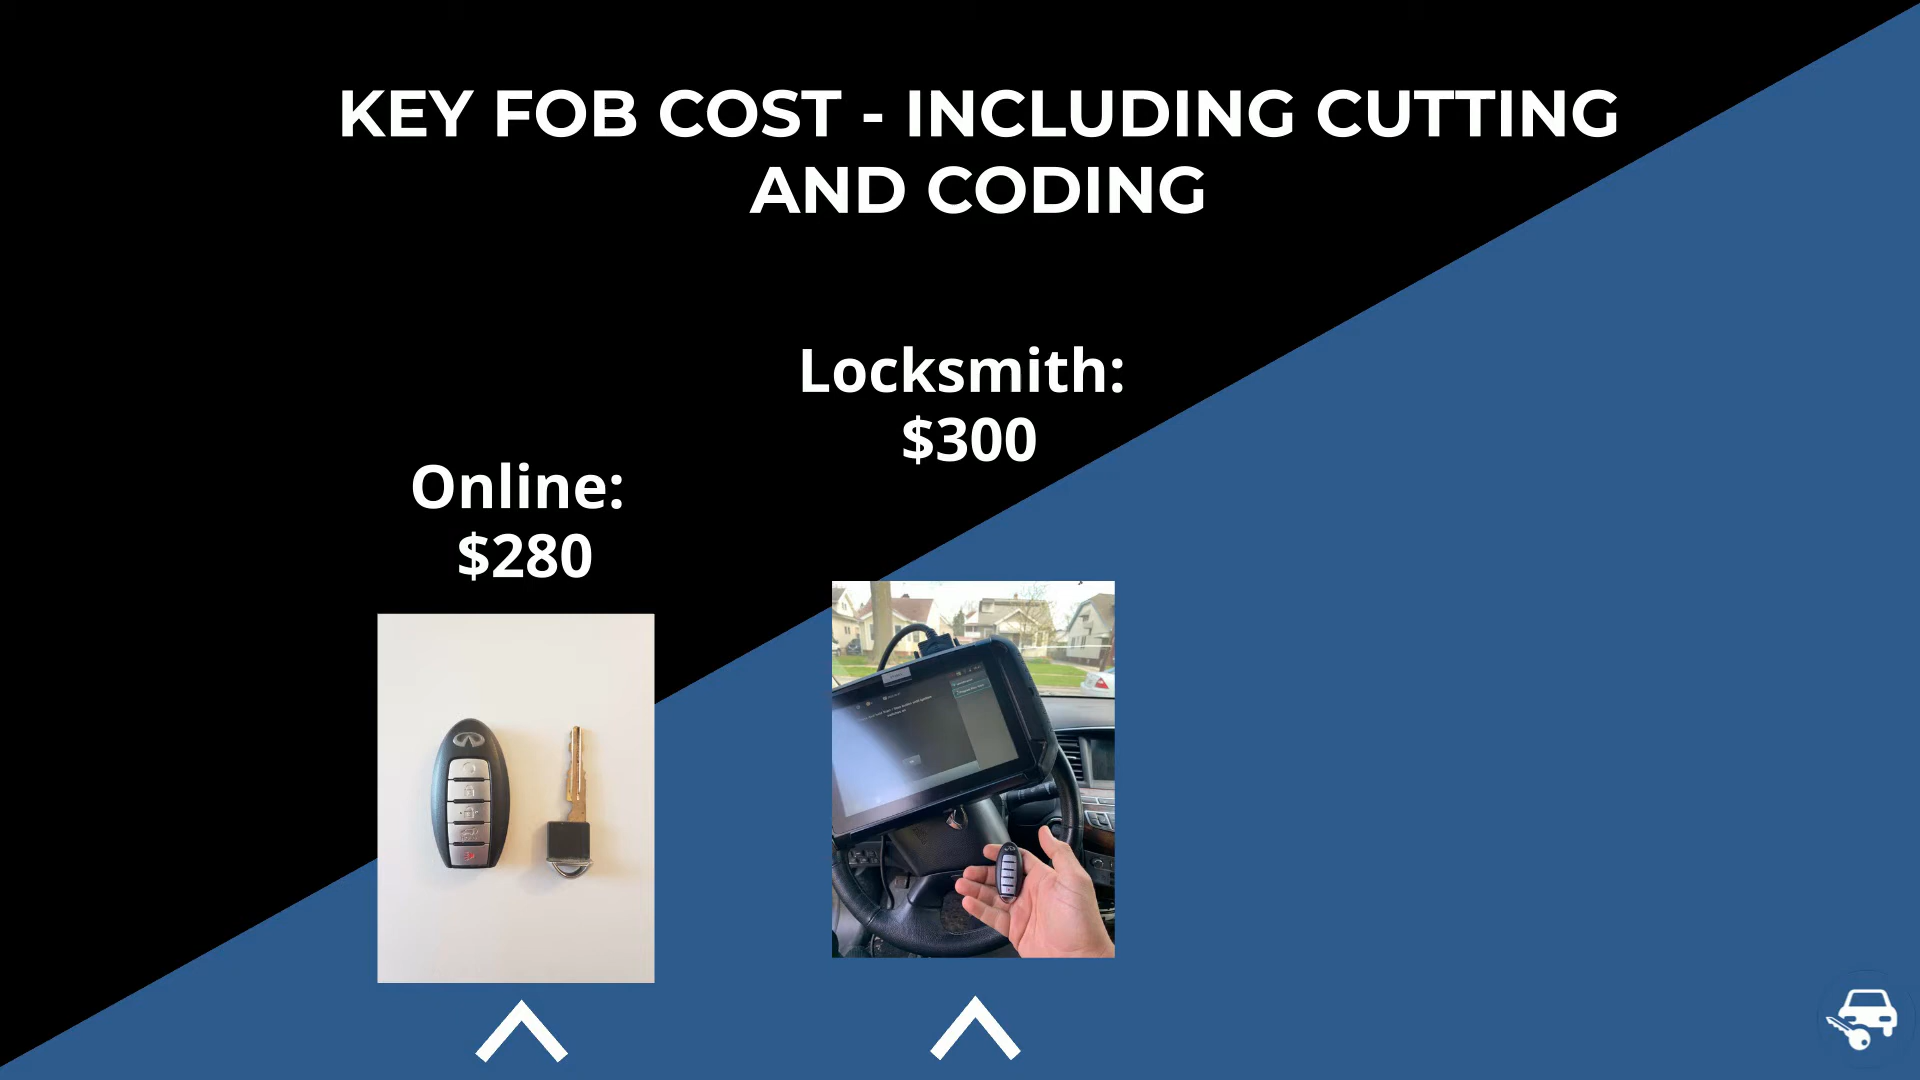 KEY FOB COST - INCLUDING CUTTING
AND CODING
Locksmith:
$300
Online:
$280